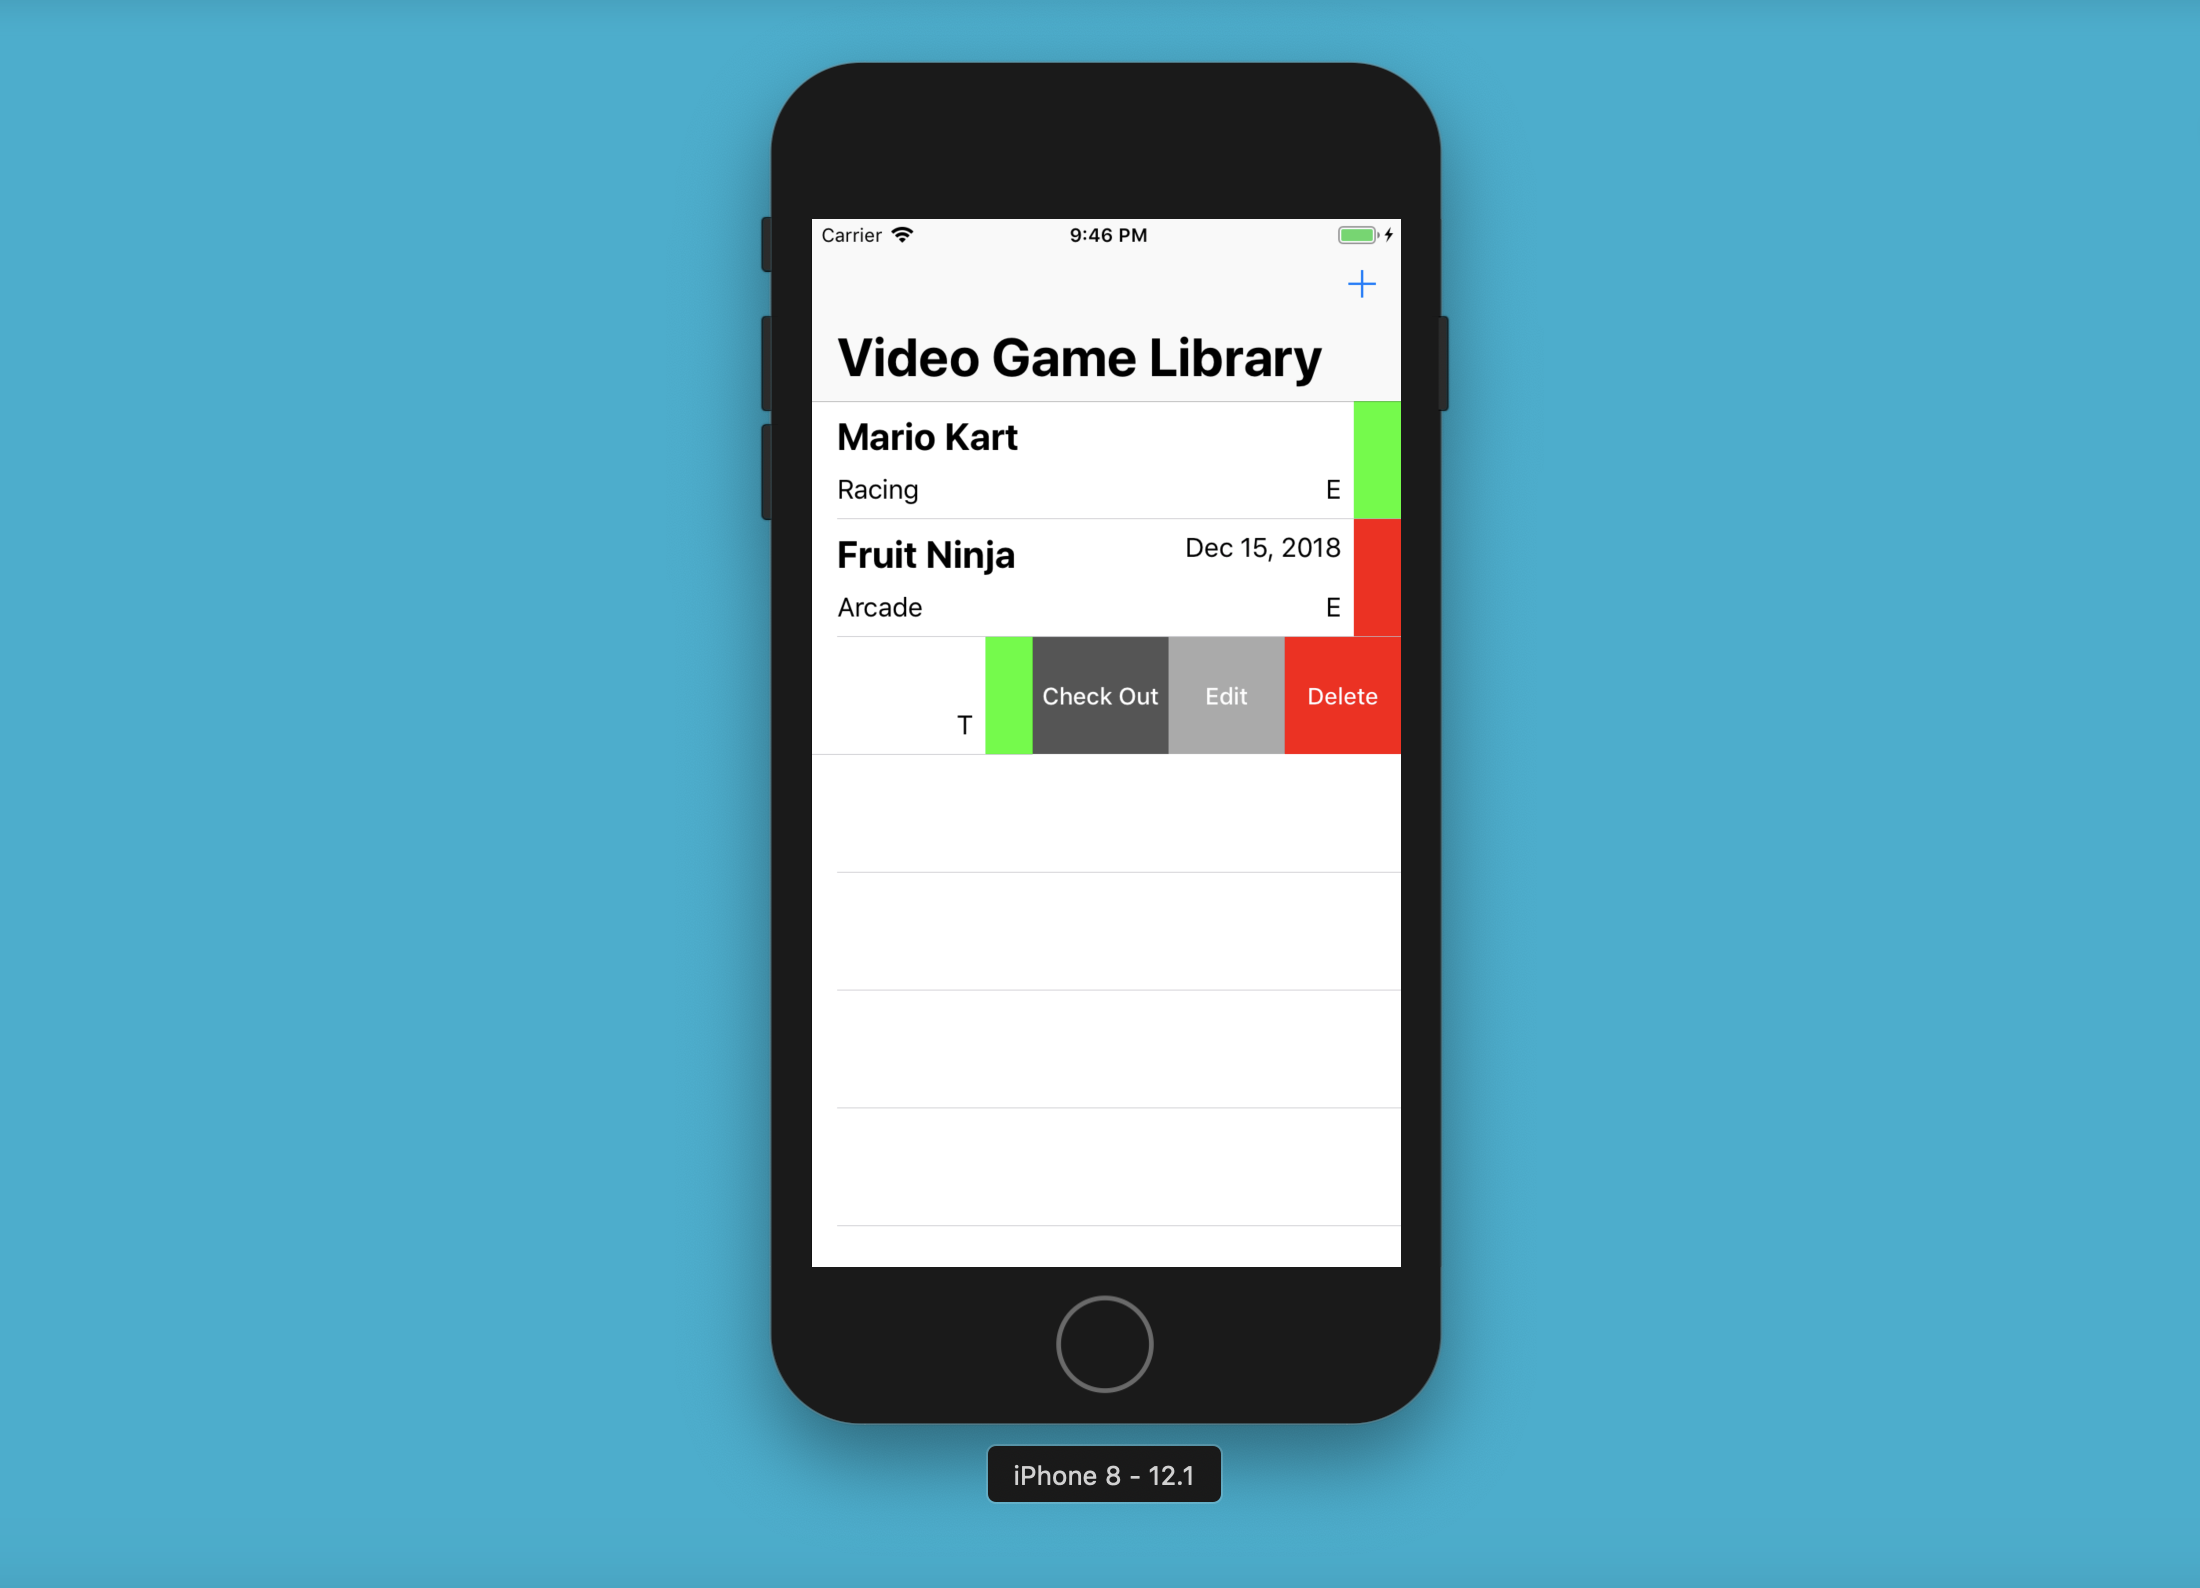 Carrier 9:46 PM
Video Game Library
Mario Kart
Racing E
Fruit Ninja Dec 15, 2018
Arcade E
T Check Out Edit Delete
iPhone 8 - 12.1